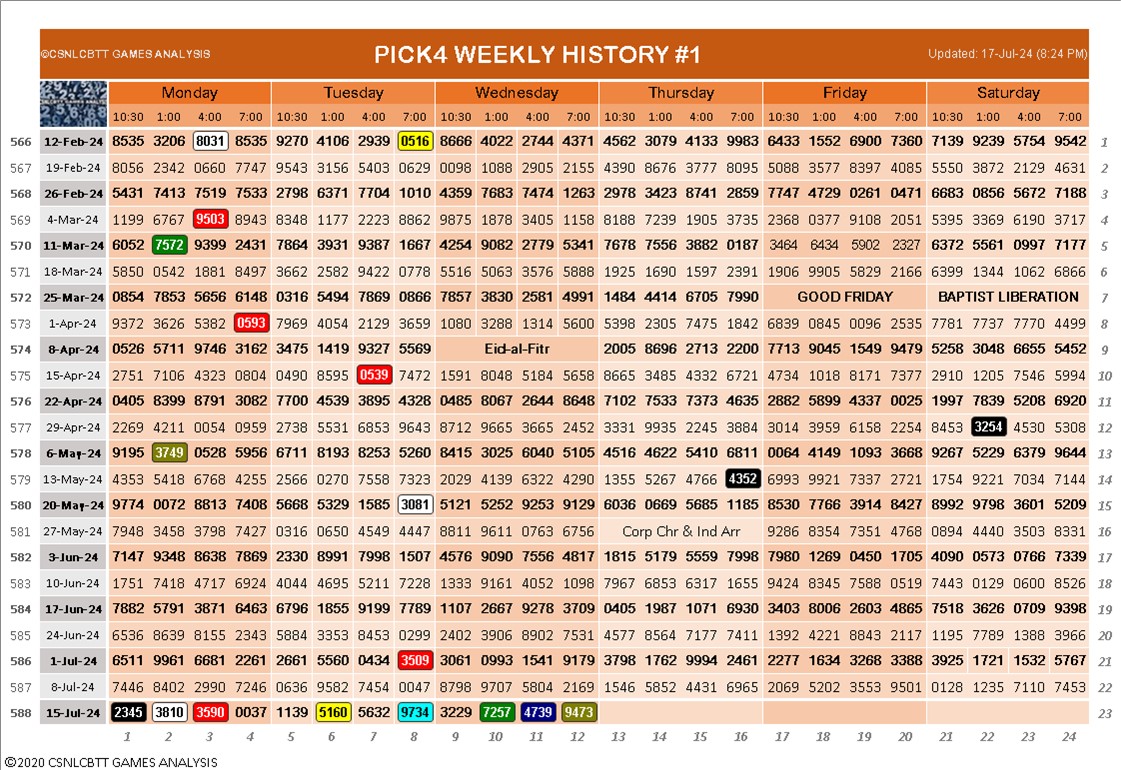 ©CSNLCBTT GAMES ANALYSIS PICK4 WEEKLY HISTORY #1 Updated: 17-Jul-24 (8:24 PM)
Monday Tuesday Wednesday Thursday Friday Saturday
10:30 1:00 4:00 7:00 10:30 1:00 4:00 7:00 10:30 1:00 4:00 7:00 10:30 1:00 4:00 7:00 10:30 1:00 4:00 7:00 10:30 1:00 4:00 7:00
566 12-Feb-24 8535 3206 8031 8535 9270 4106 2939 0516 8666 4022 2744 4371 4562 3079 4133 9983 6433 1552 6900 7360 7139 9239 5754 9542 1
567 19-Feb-24 8056 2342 0660 7747 9543 3156 5403 0629 0098 1088 2905 2155 4390 8676 3777 8095 5088 3577 8397 4085 5550 3872 2129 4631 2
568 26-Feb-24 5431 7413 7519 7533 2798 6371 7704 1010 4359 7683 7474 1263 2978 3423 8741 2859 7747 4729 0261 0471 6683 0856 5672 7188 3
569 4-Mar-24 1199 6767 9503 8943 8348 1177 2223 8862 9875 1878 3405 1158 8188 7239 1905 3735 2368 0377 9108 2051 5395 3369 6190 3717 4
570 11-Mar-24 6052 7572 9399 2431 7864 3931 9387 1667 4254 9082 2779 5341 7678 7556 3882 0187 3464 6434 5902 2327 6372 5561 0997 7177 5
571 18-Mar-24 5850 0542 1881 8497 3662 2582 9422 0778 5516 5063 3576 5888 1925 1690 1597 2391 1906 9905 5829 2166 6399 1344 1062 6866 6
572 25-Mar-24 0854 7853 5656 6148 0316 5494 7869 0866 7857 3830 2581 4991 1484 4414 6705 7990 GOOD FRIDAY BAPTIST LIBERATION 7
573 1-Apr-24 9372 3626 5382 0593 7969 4054 2129 3659 1080 3288 1314 5600 5398 2305 7475 1842 6839 0845 0096 2535 7781 7737 7770 4499 8
574 8-Apr-24 0526 5711 9746 3162 3475 1419 9327 5569 Eid-al-Fitr 2005 8696 2713 2200 7713 9045 1549 9479 5258 3048 6655 5452 9
575 15-Apr-24 2751 7106 4323 0804 0490 8595 0539 7472 1591 8048 5184 5658 8665 3485 4332 6721 4734 1018 8171 7377 2910 1205 7546 5994 10
576 22-Apr-24 0405 8399 8791 3082 7700 4539 3895 4328 0485 8067 2644 8648 7102 7533 7373 4635 2882 5899 4337 0025 1997 7839 5208 6920 11
577 29-Apr-24 2269 4211 0054 0959 2738 5531 6853 9643 8712 9665 3665 2452 3331 9935 2245 3884 3014 3959 6158 2254 8453 3254 4530 5308 12
578 6-May-24 9195 3749 0528 5956 6711 8193 8253 5260 8415 3025 6040 5105 4516 4622 5410 6811 0064 4149 1093 3668 9267 5229 6379 9644 13
579 13-May-24 4353 5418 6768 4255 2566 0270 7558 7323 2029 4139 6322 4290 1355 5267 4766 4352 6993 9921 7337 2721 1754 9221 7034 7144 14
580 20-May-24 9774 0072 8813 7408 5668 5329 1585 3081 5121 5252 9253 9129 6036 0669 5685 1185 8530 7766 3914 8427 8992 9798 3601 5209 15
581 27-May-24 7948 3458 3798 7427 0316 0650 4549 4447 8811 9611 0763 6756 Corp Chr & Ind Arr 9286 8354 7351 4768 0894 4440 3503 8331 16
582 3-Jun-24 7147 9348 8638 7869 2330 8991 7998 1507 4576 9090 7556 4817 1815 5179 5559 7998 7980 1269 0450 1705 4090 0573 0766 7339 17
583 10-Jun-24 1751 7418 4717 6924 4044 4695 5211 7228 1333 9161 4052 1098 7967 6853 6317 1655 9424 8345 7588 0519 7443 0129 0600 8526 18
584 17-Jun-24 7882 5791 3871 6463 6796 1855 9199 7789 1107 2667 9278 3709 0405 1987 1071 6930 3403 8006 2603 4865 7518 3626 0709 9398 19
585 24-Jun-24 6536 8639 8155 2343 5884 3353 8453 0299 2402 3906 8902 7531 4577 8564 7177 7411 1392 4221 8843 2117 1195 7789 1388 3966 20
586 1-Jul-24 6511 9961 6681 2261 2661 5560 0434 3509 3061 0993 1541 9179 3798 1762 9994 2461 2277 1634 3268 3388 3925 1721 1532 5767 21
587 8-Jul-24 7446 8402 2990 7246 0636 9582 7454 0047 8798 9707 5804 2169 1546 5852 4431 6965 2069 5202 3553 9501 0128 1235 7110 7453 22
588 15-Jul-24 2345 3810 3590 0037 1139 5160 5632 9734 3229 7257 4739 9473 23
1 2 3 4 5 6 7 8 9 10 11 12 13 14 15 16 17 18 19 20 21 22 23 24
©2020 CSNLCBTT GAMES ANALYSIS